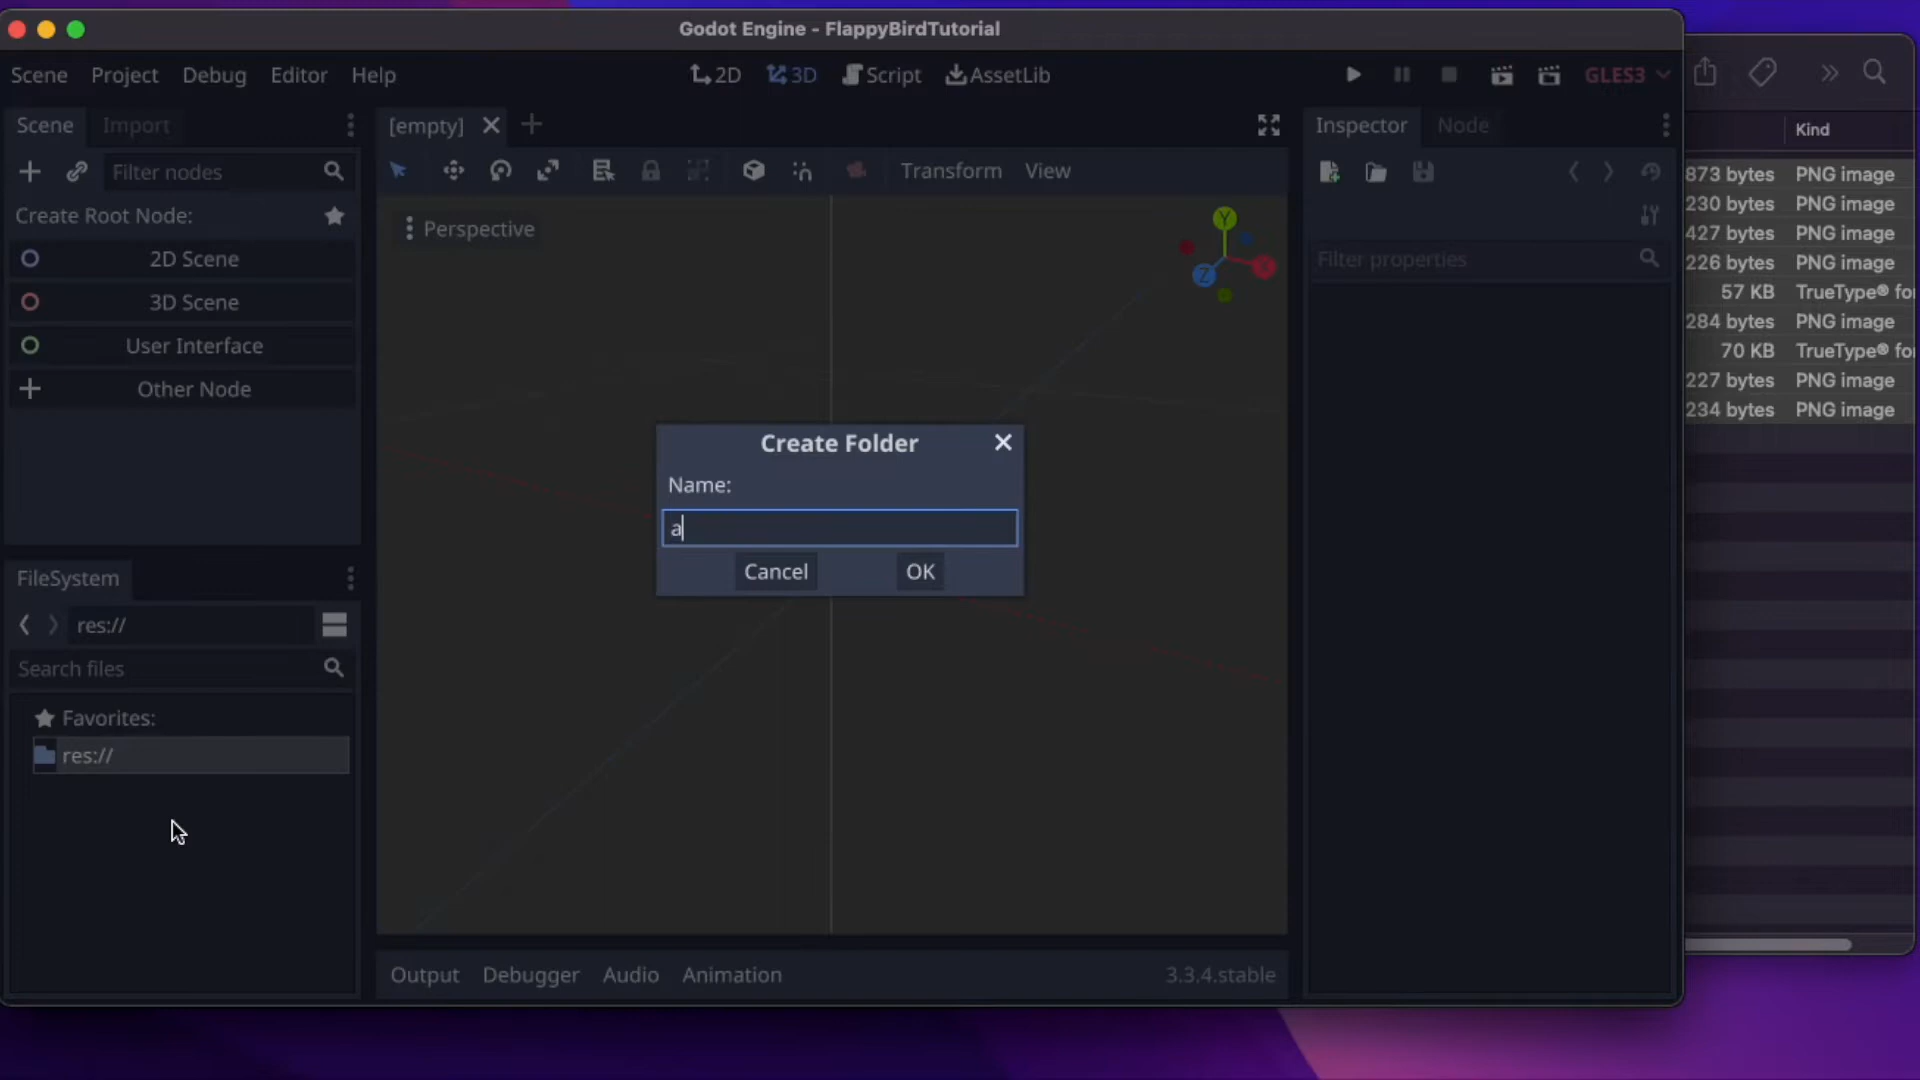 Godot Engine - FlappyBirdTutorial
Scene Project Debug Editor Help
2D 3D Script AssetLib
GLES3
Scene Import
[empty]
Inspector Node
Filter nodes
Transform View
Create Root Node:
2D Scene
3D Scene
User Interface
Other Node
Perspective
Y
X
Z
Filter properties
Create Folder
Name:
a
Cancel OK
FileSystem
res://
Search files
Favorites:
res://
Output Debugger Audio Animation 3.3.4.stable
Kind
873 bytes PNG image
230 bytes PNG image
427 bytes PNG image
226 bytes PNG image
57 KB TrueType® fo
284 bytes PNG image
70 KB TrueType® fo
227 bytes PNG image
234 bytes PNG image